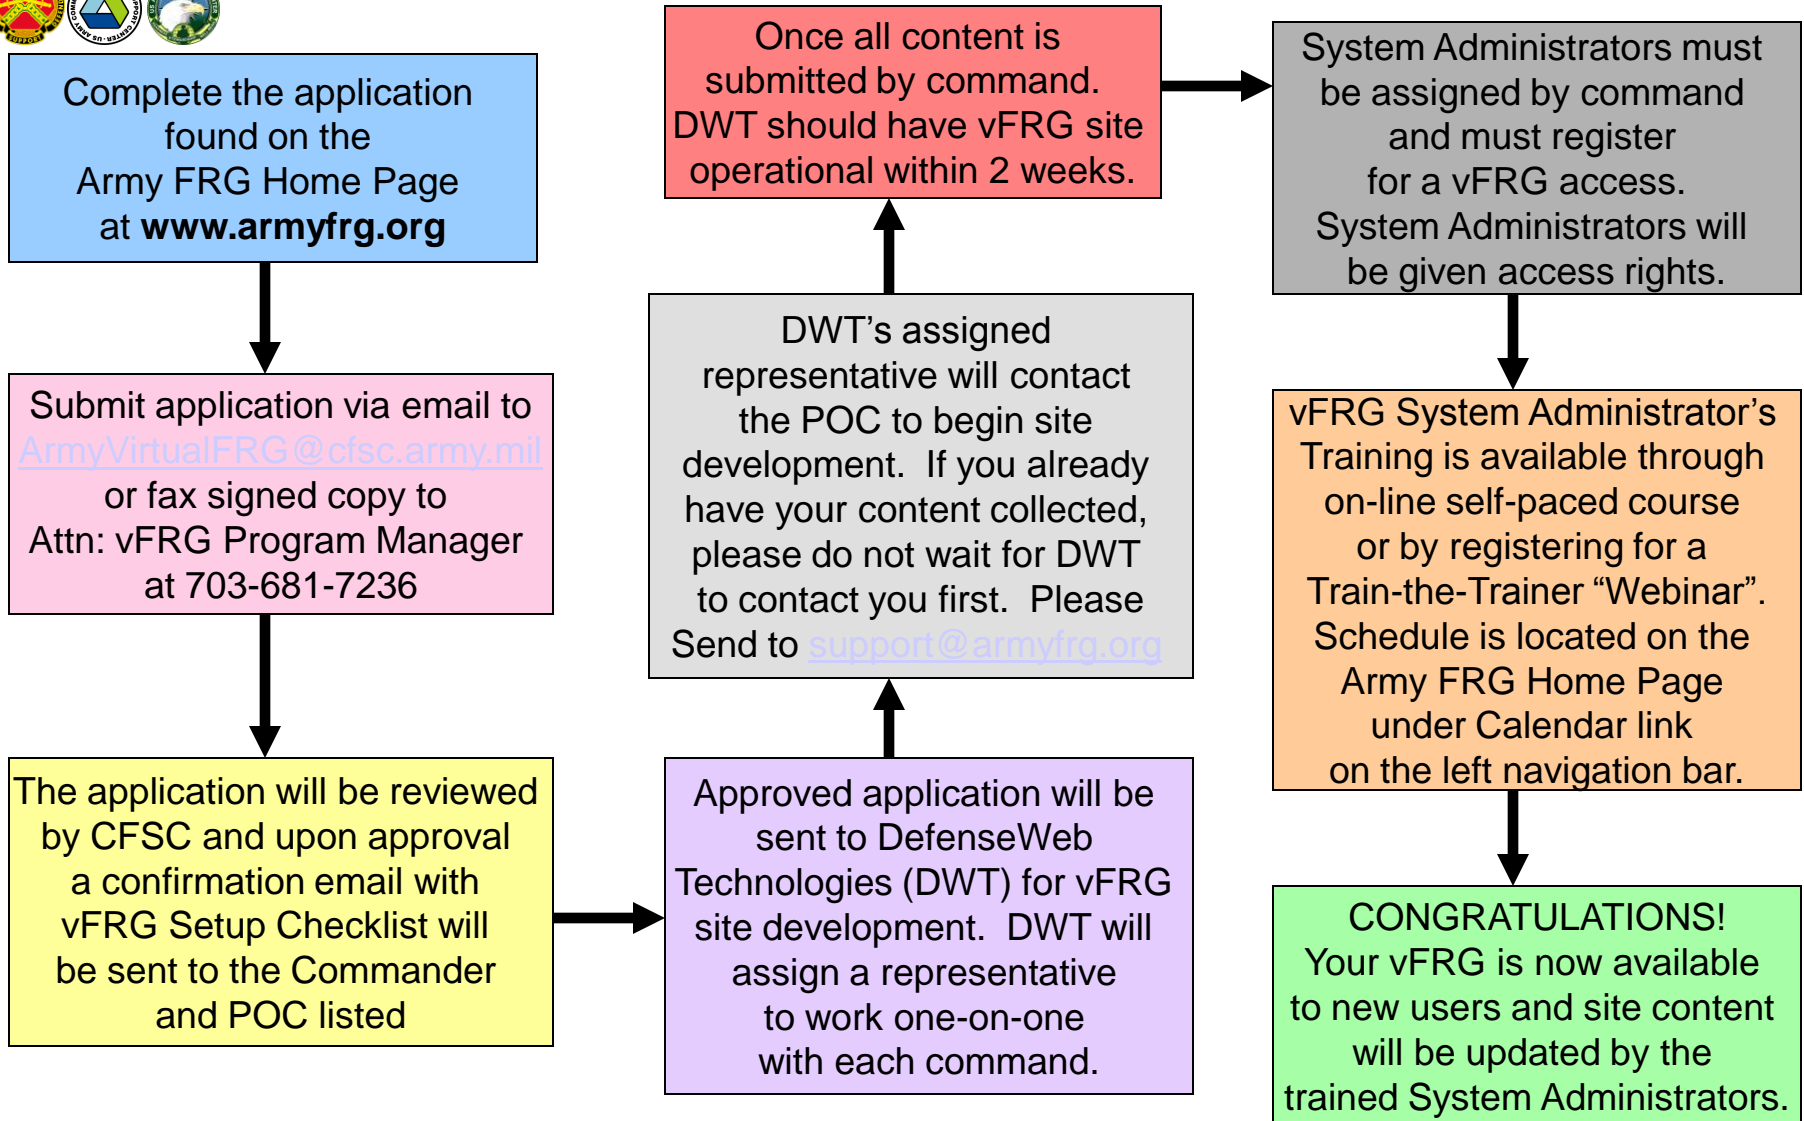 SUPPORT
Complete the application
found on the
Army FRG Home Page
at www.armyfrg.org
Submit application via email to
ArmyVirtualFRG@cfsc.army.mil
or fax signed copy to
Attn: vFRG Program Manager
at 703-681-7236
The application will be reviewed
by CFSC and upon approval
a confirmation email with
vFRG Setup Checklist will
be sent to the Commander
and POC listed
Approved application will be
sent to DefenseWeb
Technologies (DWT) for vFRG
site development.  DWT will
assign a representative
to work one-on-one
with each command.
DWT’s assigned
representative will contact
the POC to begin site
development.  If you already
have your content collected,
please do not wait for DWT
to contact you first.  Please
Send to support@armyfrg.org
Once all content is
submitted by command.
DWT should have vFRG site
operational within 2 weeks.
System Administrators must
be assigned by command
and must register
for a vFRG access.
System Administrators will
be given access rights.
vFRG System Administrator’s
Training is available through
on-line self-paced course
or by registering for a
Train-the-Trainer “Webinar”.
Schedule is located on the
Army FRG Home Page
under Calendar link
on the left navigation bar.
CONGRATULATIONS!
Your vFRG is now available
to new users and site content
will be updated by the
trained System Administrators.